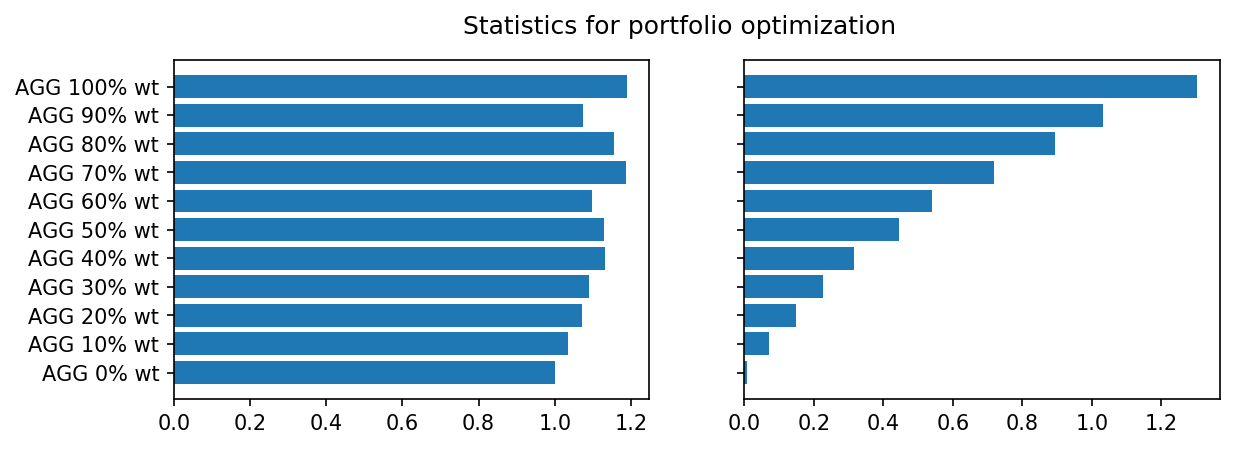 Statistics for portfolio optimization
AGG 100% wt
AGG 90% wt
AGG 80% wt
AGG 70% wt
AGG 60% wt
AGG 50% wt
AGG 40% wt
AGG 30% wt
AGG 20% wt
AGG 10% wt
AGG 0% wt
0.0 0.2 0.4 0.6 0.8 1.0 1.2
0.0 0.2 0.4 0.6 0.8 1.0 1.2